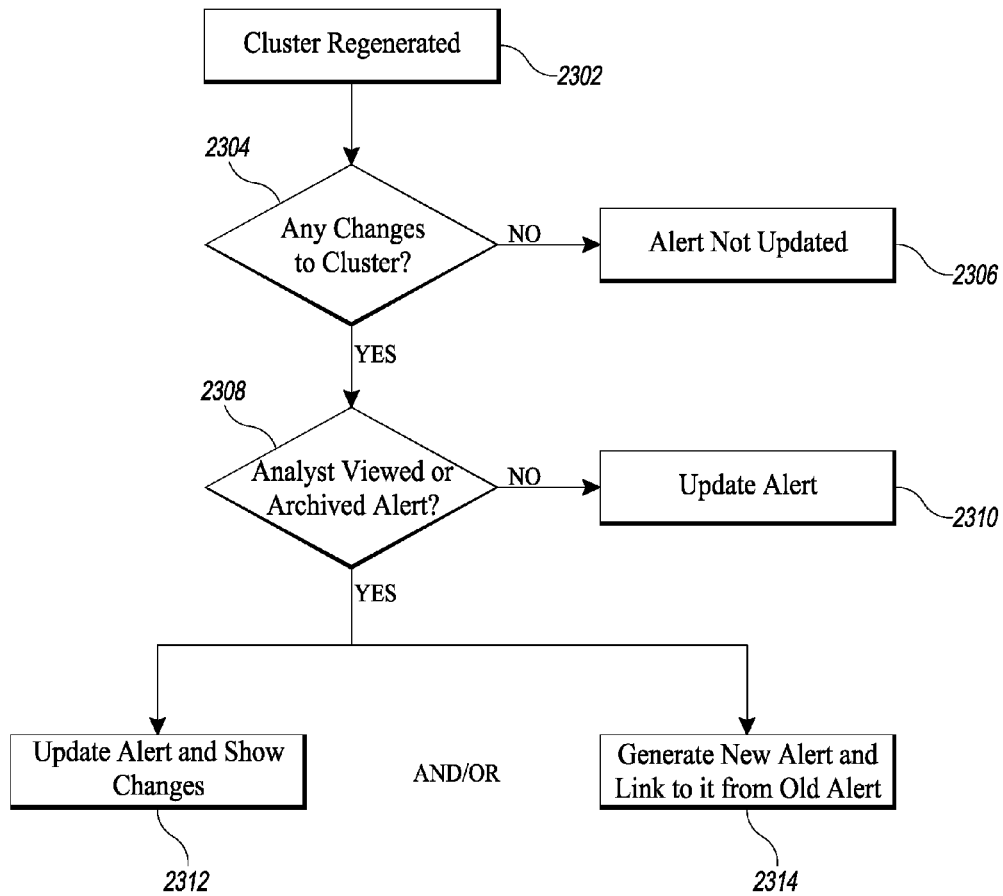 Cluster Regenerated
2302
2304
Any Changes
to Cluster?
NO
Alert Not Updated
2306
YES
2308
Analyst Viewed or
Archived Alert?
NO
Update Alert
2310
YES
Update Alert and Show
Changes
AND/OR
Generate New Alert and
Link to it from Old Alert
2312
2314